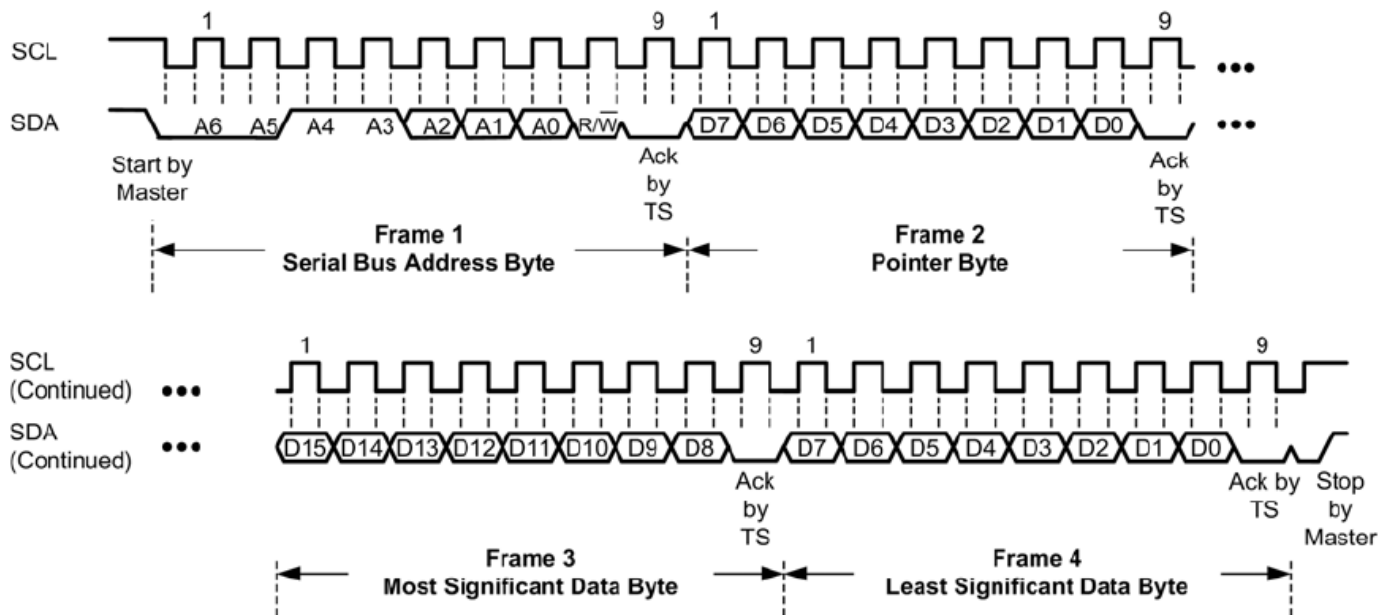 1 9 1 9
SCL •••
SDA A6 A5 A4 A3 A2 A1 A0 R/W̅ D7 D6 D5 D4 D3 D2 D1 D0 •••
Start by
Master
Ack
by
TS
Ack
by
TS
Frame 1
Serial Bus Address Byte
Frame 2
Pointer Byte
1 9 1 9
SCL
(Continued) •••
SDA
(Continued) ••• D15 D14 D13 D12 D11 D10 D9 D8 D7 D6 D5 D4 D3 D2 D1 D0
Ack
by
TS
Ack by
TS
Stop
by
Master
Frame 3
Most Significant Data Byte
Frame 4
Least Significant Data Byte